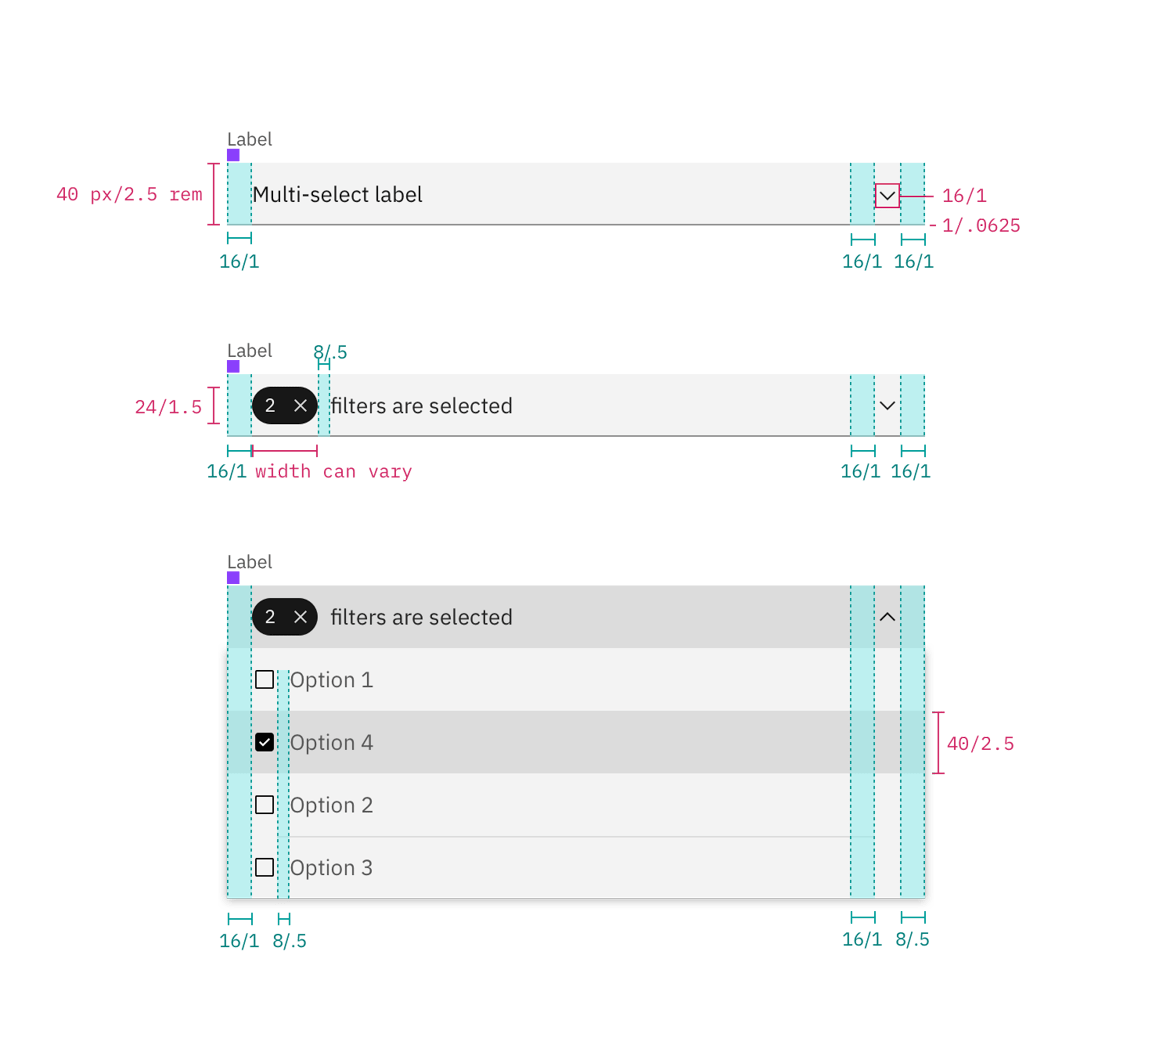 Label
40 px/2.5 rem
Multi-select label
16/1
1/.0625
16/1
16/1
16/1
Label
8/.5
24/1.5
2
filters are selected
16/1
width can vary
16/1
16/1
Label
2
filters are selected
Option 1
Option 4
40/2.5
Option 2
Option 3
16/1
8/.5
16/1
8/.5